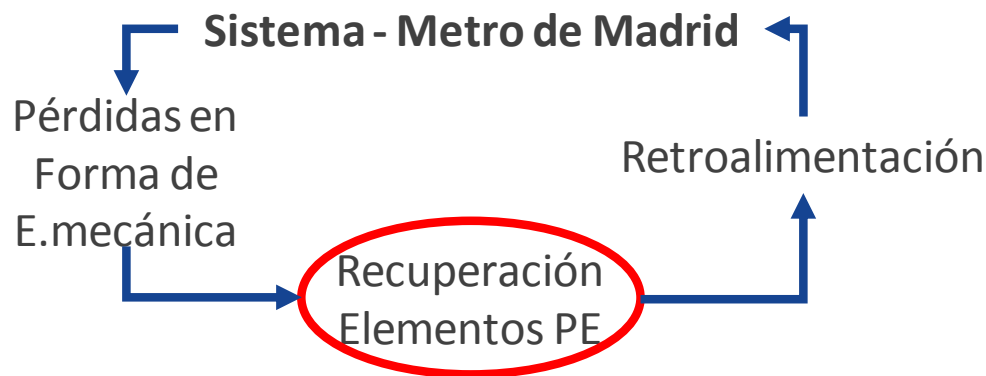 Sistema - Metro de Madrid
Pérdidas en
Forma de
E.mecánica
Retroalimentación
Recuperación
Elementos PE